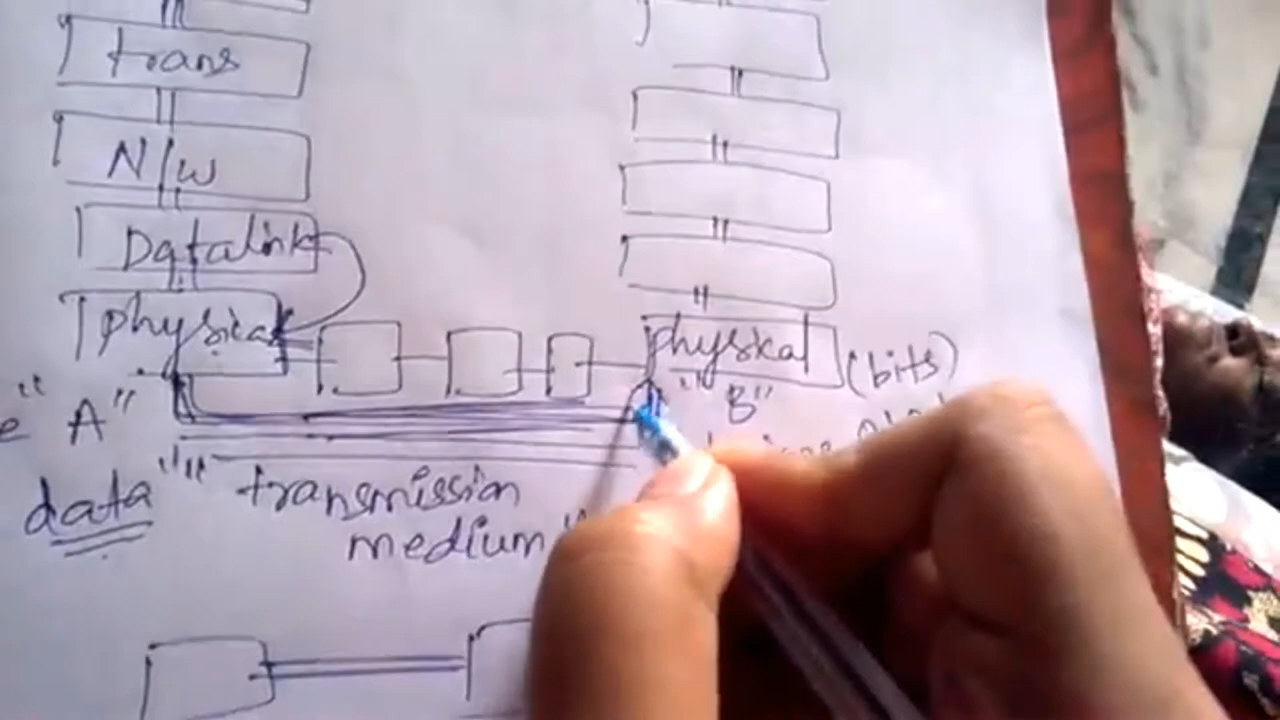 trans
N/w
Datalink
physical
physical (bits)
e "A"
"B"
data
"transmission
medium"